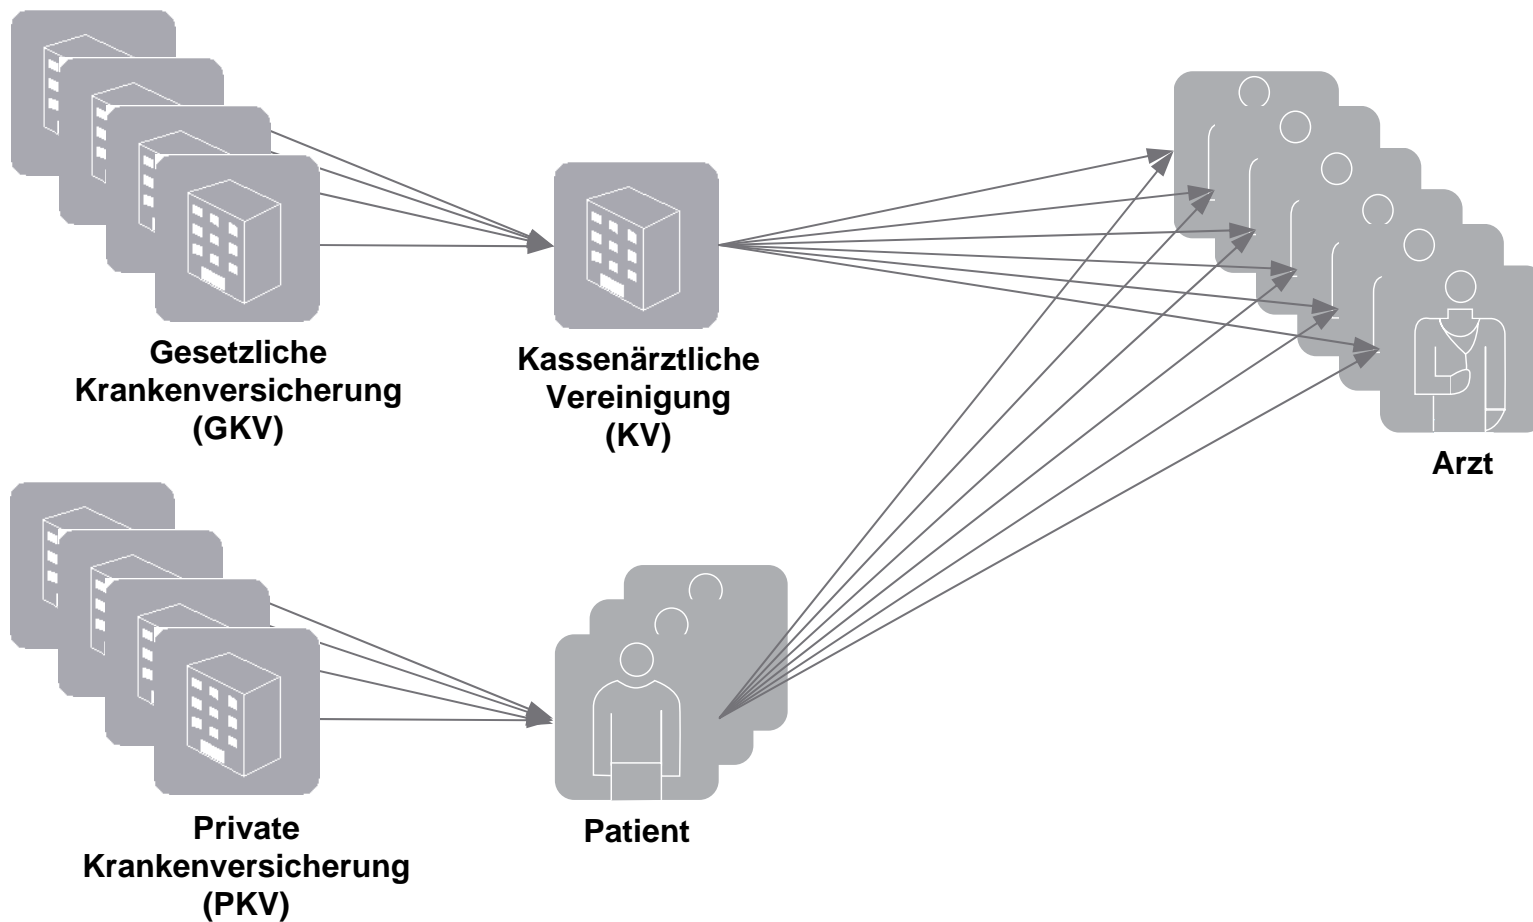 Gesetzliche
Krankenversicherung
(GKV)
Kassenärztliche
Vereinigung
(KV)
Arzt
Private
Krankenversicherung
(PKV)
Patient